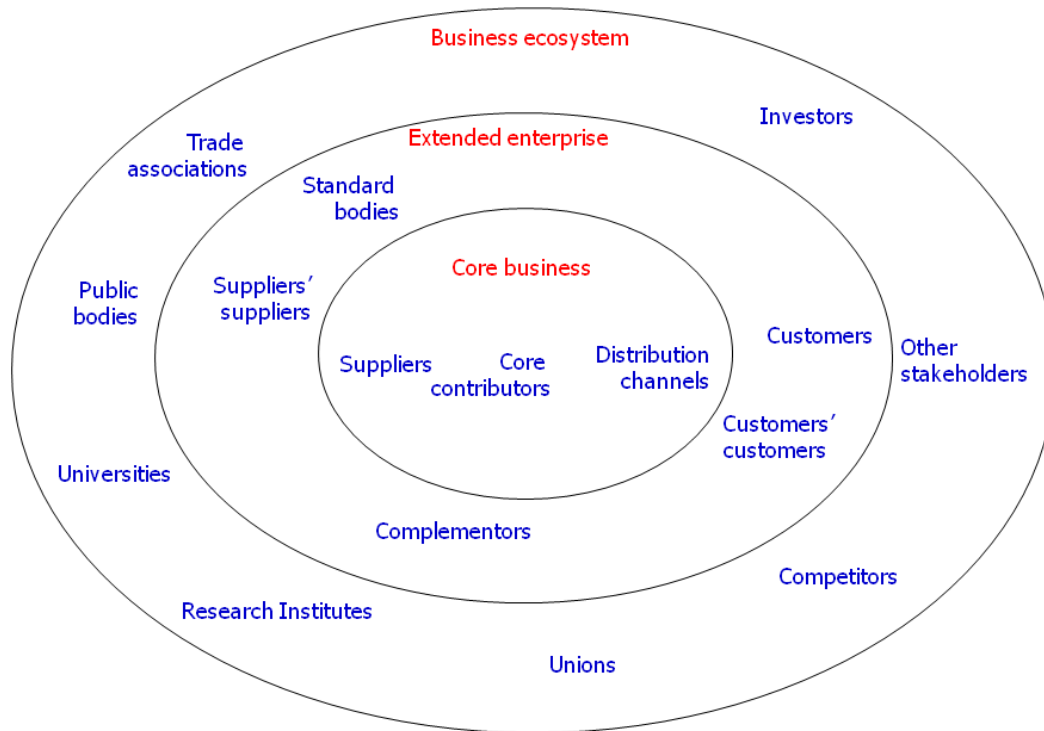 Business ecosystem
Investors
Extended enterprise
Trade
associations
Standard
bodies
Core business
Public
bodies
Suppliers’
suppliers
Customers
Other
stakeholders
Suppliers
Core
contributors
Distribution
channels
Customers’
customers
Universities
Complementors
Competitors
Research Institutes
Unions